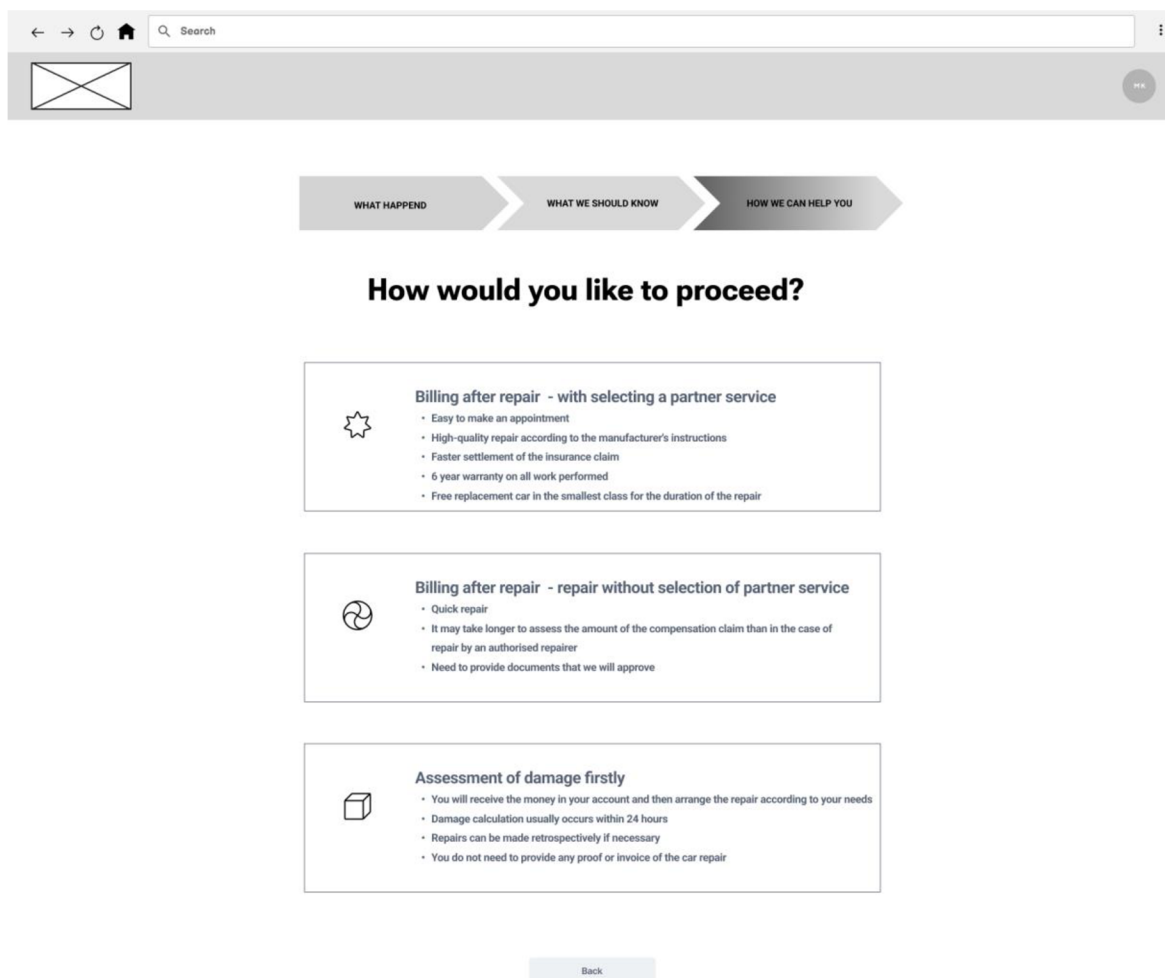 Search
MK
WHAT HAPPEND
WHAT WE SHOULD KNOW
HOW WE CAN HELP YOU
How would you like to proceed?
Billing after repair - with selecting a partner service
• Easy to make an appointment
• High-quality repair according to the manufacturer's instructions
• Faster settlement of the insurance claim
• 6 year warranty on all work performed
• Free replacement car in the smallest class for the duration of the repair
Billing after repair - repair without selection of partner service
• Quick repair
• It may take longer to assess the amount of the compensation claim than in the case of
repair by an authorised repairer
• Need to provide documents that we will approve
Assessment of damage firstly
• You will receive the money in your account and then arrange the repair according to your needs
• Damage calculation usually occurs within 24 hours
• Repairs can be made retrospectively if necessary
• You do not need to provide any proof or invoice of the car repair
Back